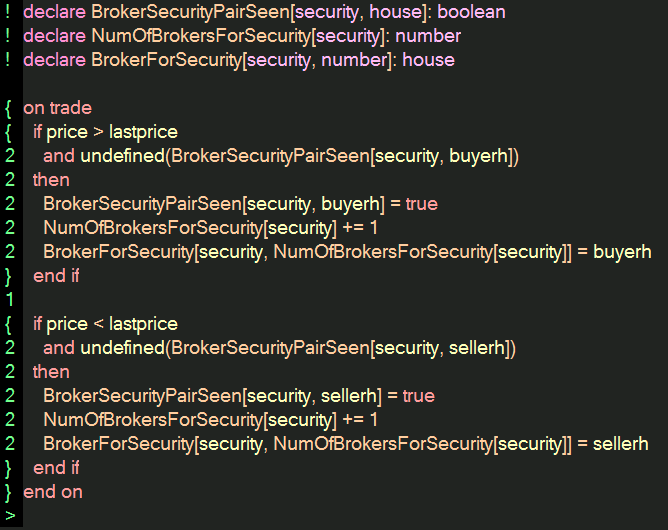 ! declare BrokerSecurityPairSeen[security, house]: boolean
! declare NumOfBrokersForSecurity[security]: number
! declare BrokerForSecurity[security, number]: house
{ on trade
{ if price > lastprice
2 and undefined(BrokerSecurityPairSeen[security, buyerh])
2 then
2 BrokerSecurityPairSeen[security, buyerh] = true
2 NumOfBrokersForSecurity[security] += 1
2 BrokerForSecurity[security, NumOfBrokersForSecurity[security]] = buyerh
} end if
1
{ if price < lastprice
2 and undefined(BrokerSecurityPairSeen[security, sellerh])
2 then
2 BrokerSecurityPairSeen[security, sellerh] = true
2 NumOfBrokersForSecurity[security] += 1
2 BrokerForSecurity[security, NumOfBrokersForSecurity[security]] = sellerh
} end if
} end on
>